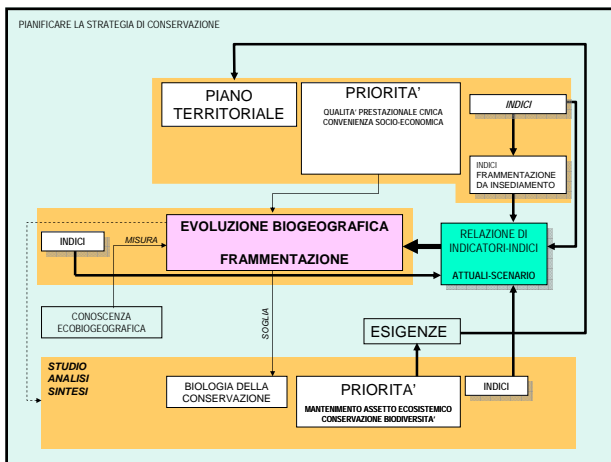 PIANIFICARE LA STRATEGIA DI CONSERVAZIONE
PIANO
TERRITORIALE
PRIORITA'
QUALITA' PRESTAZIONALE CIVICA
CONVENIENZA SOCIO-ECONOMICA
INDICI
INDICI
FRAMMENTAZIONE
DA INSEDIAMENTO
INDICI
MISURA
EVOLUZIONE BIOGEOGRAFICA
FRAMMENTAZIONE
RELAZIONE DI
INDICATORI-INDICI
ATTUALI-SCENARIO
CONOSCENZA
ECOBIOGEOGRAFICA
SOGLIA
ESIGENZE
STUDIO
ANALISI
SINTESI
BIOLOGIA DELLA
CONSERVAZIONE
PRIORITA'
MANTENIMENTO ASSETTO ECOSISTEMICO
CONSERVAZIONE BIODIVERSITA'
INDICI